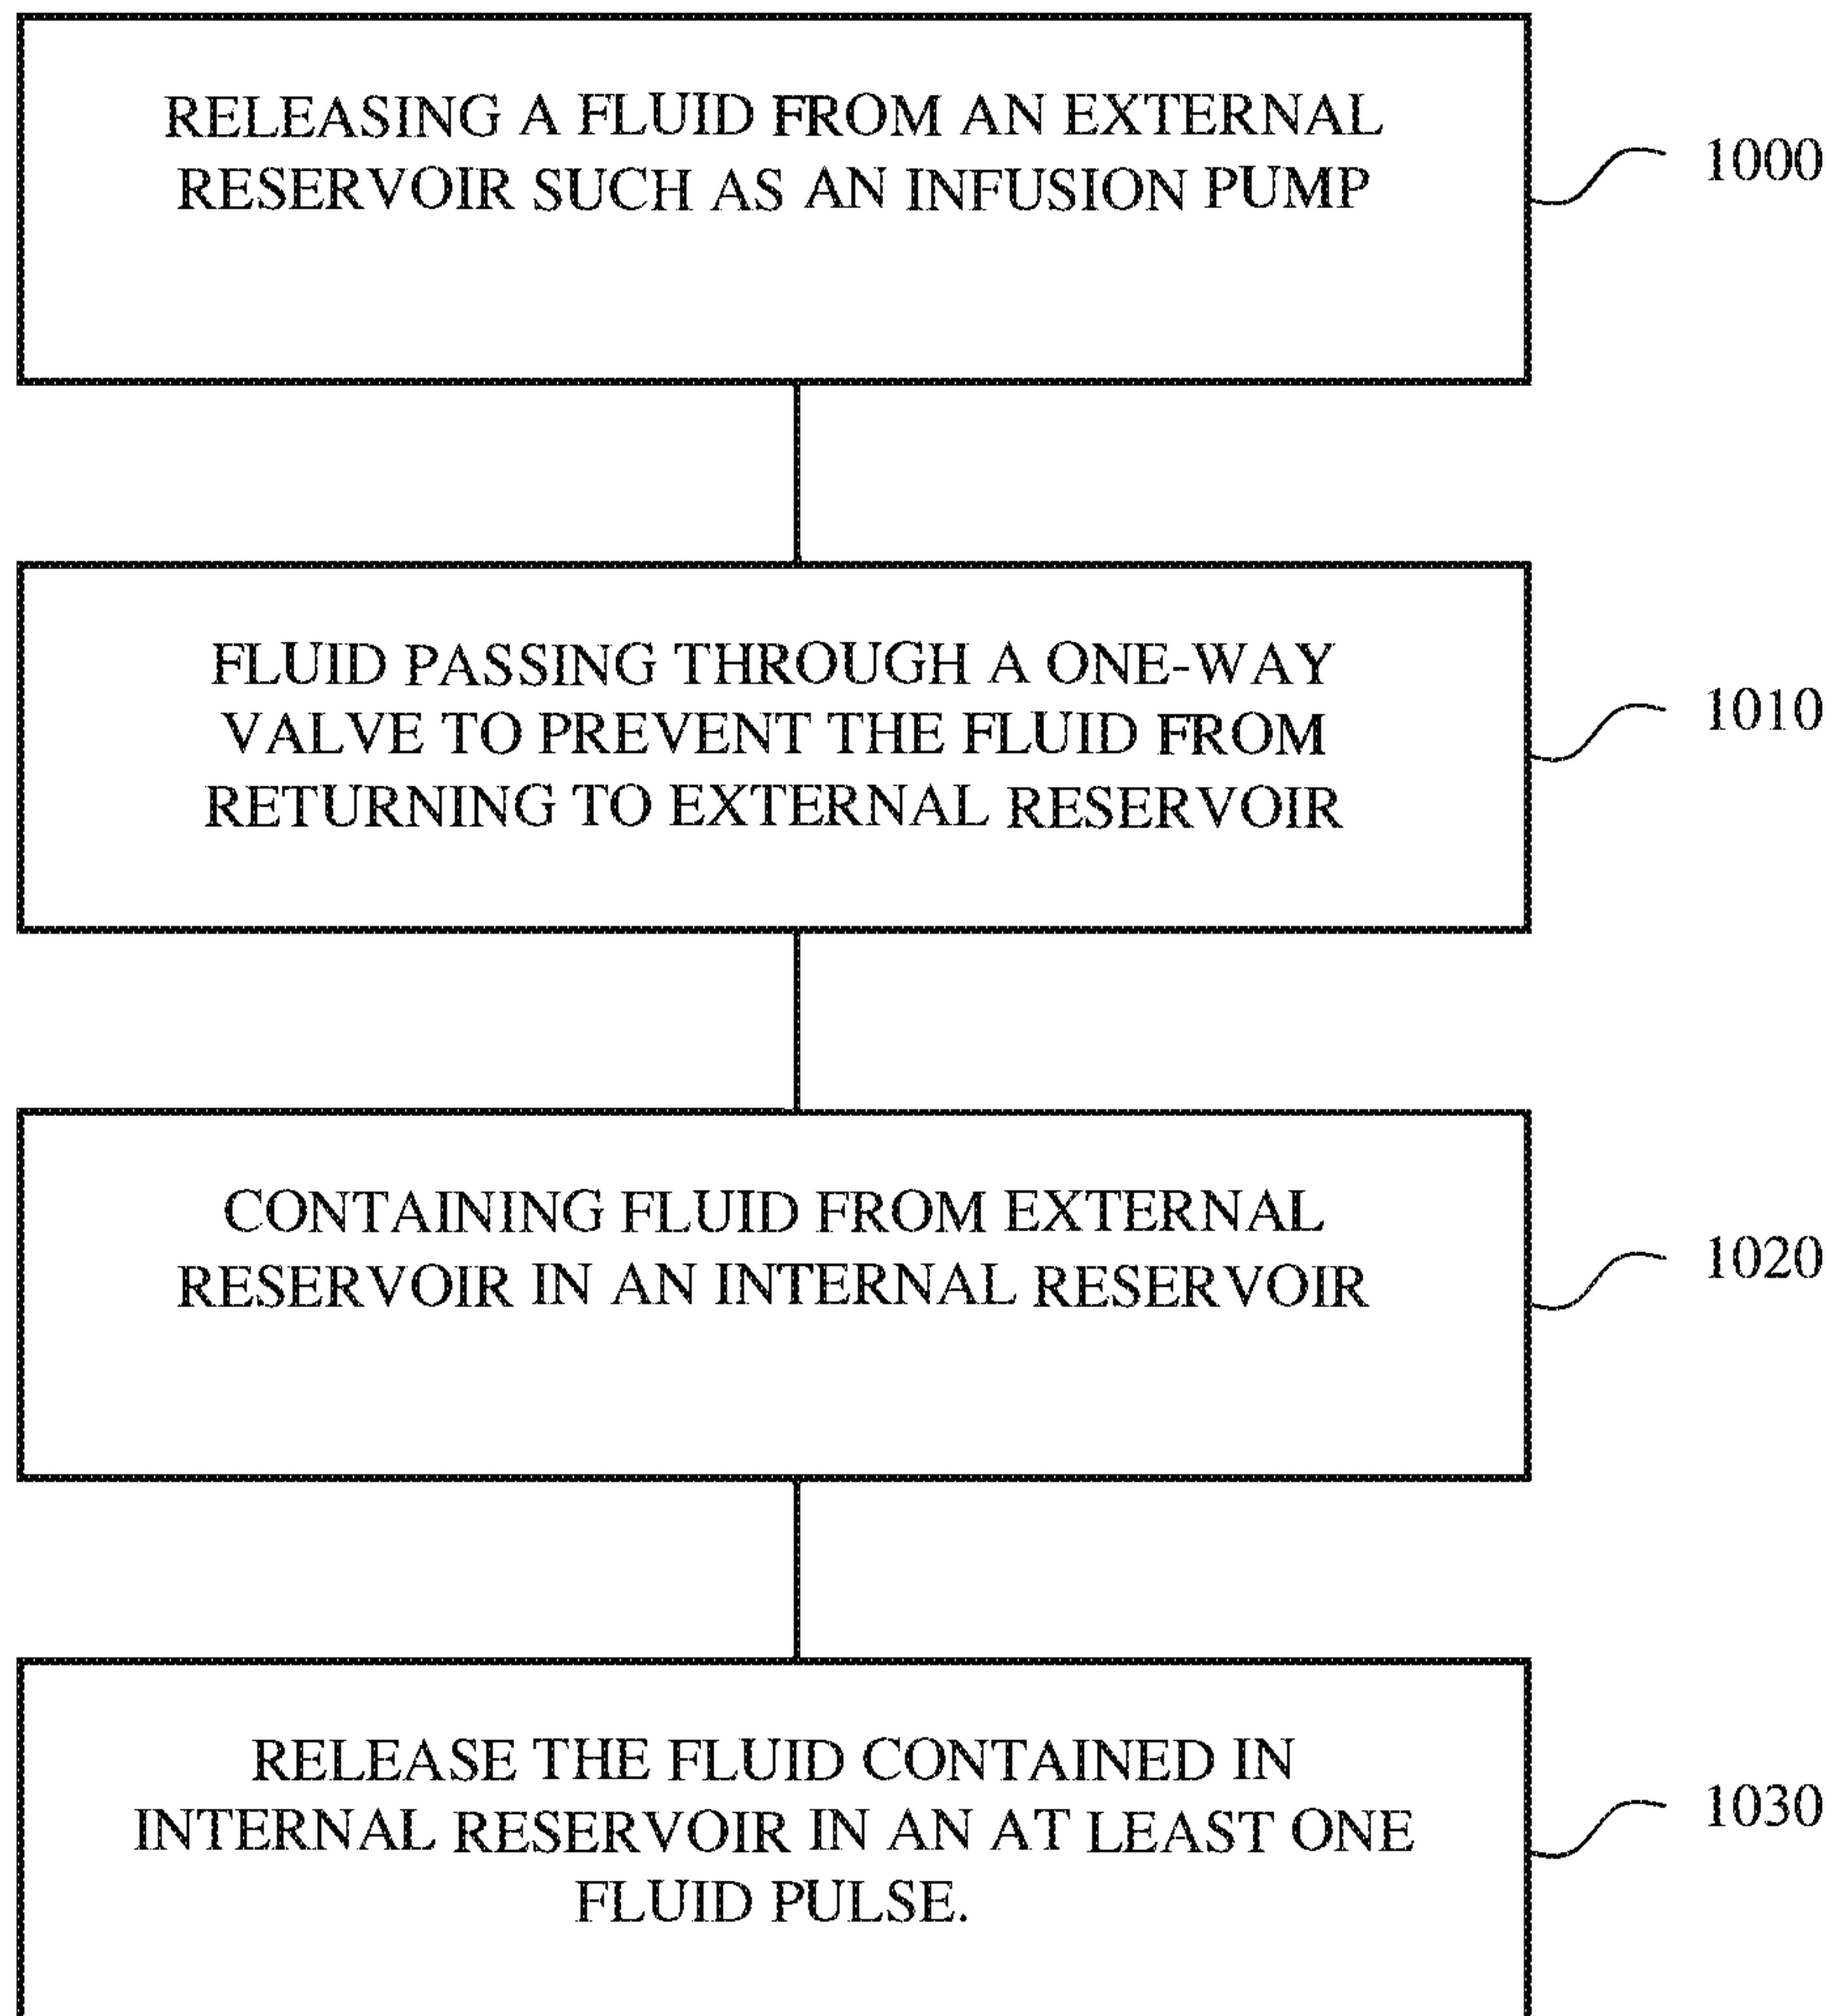 RELEASING A FLUID FROM AN EXTERNAL
RESERVOIR SUCH AS AN INFUSION PUMP
1000
FLUID PASSING THROUGH A ONE-WAY
VALVE TO PREVENT THE FLUID FROM
RETURNING TO EXTERNAL RESERVOIR
1010
CONTAINING FLUID FROM EXTERNAL
RESERVOIR IN AN INTERNAL RESERVOIR
1020
RELEASE THE FLUID CONTAINED IN
INTERNAL RESERVOIR IN AN AT LEAST ONE
FLUID PULSE.
1030